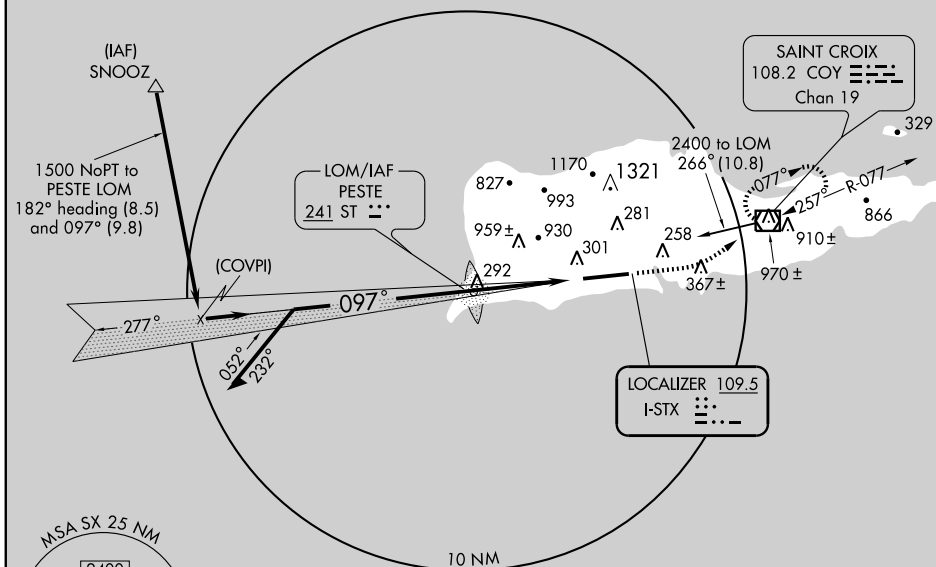 (IAF)
SNOOZ
1500 NoPT to
PESTE LOM
182° heading (8.5)
and 097° (9.8)
(COVPI)
X
277°
097°
052°
232°
LOM/IAF
PESTE
241 ST
292
827
993
1170
1321
959±
930
281
301
258
367±
2400 to LOM
266° (10.8)
SAINT CROIX
108.2 COY
Chan 19
329
077°
257
R-077
866
910±
970±
LOCALIZER 109.5
I-STX
10 NM
MSA SX 25 NM